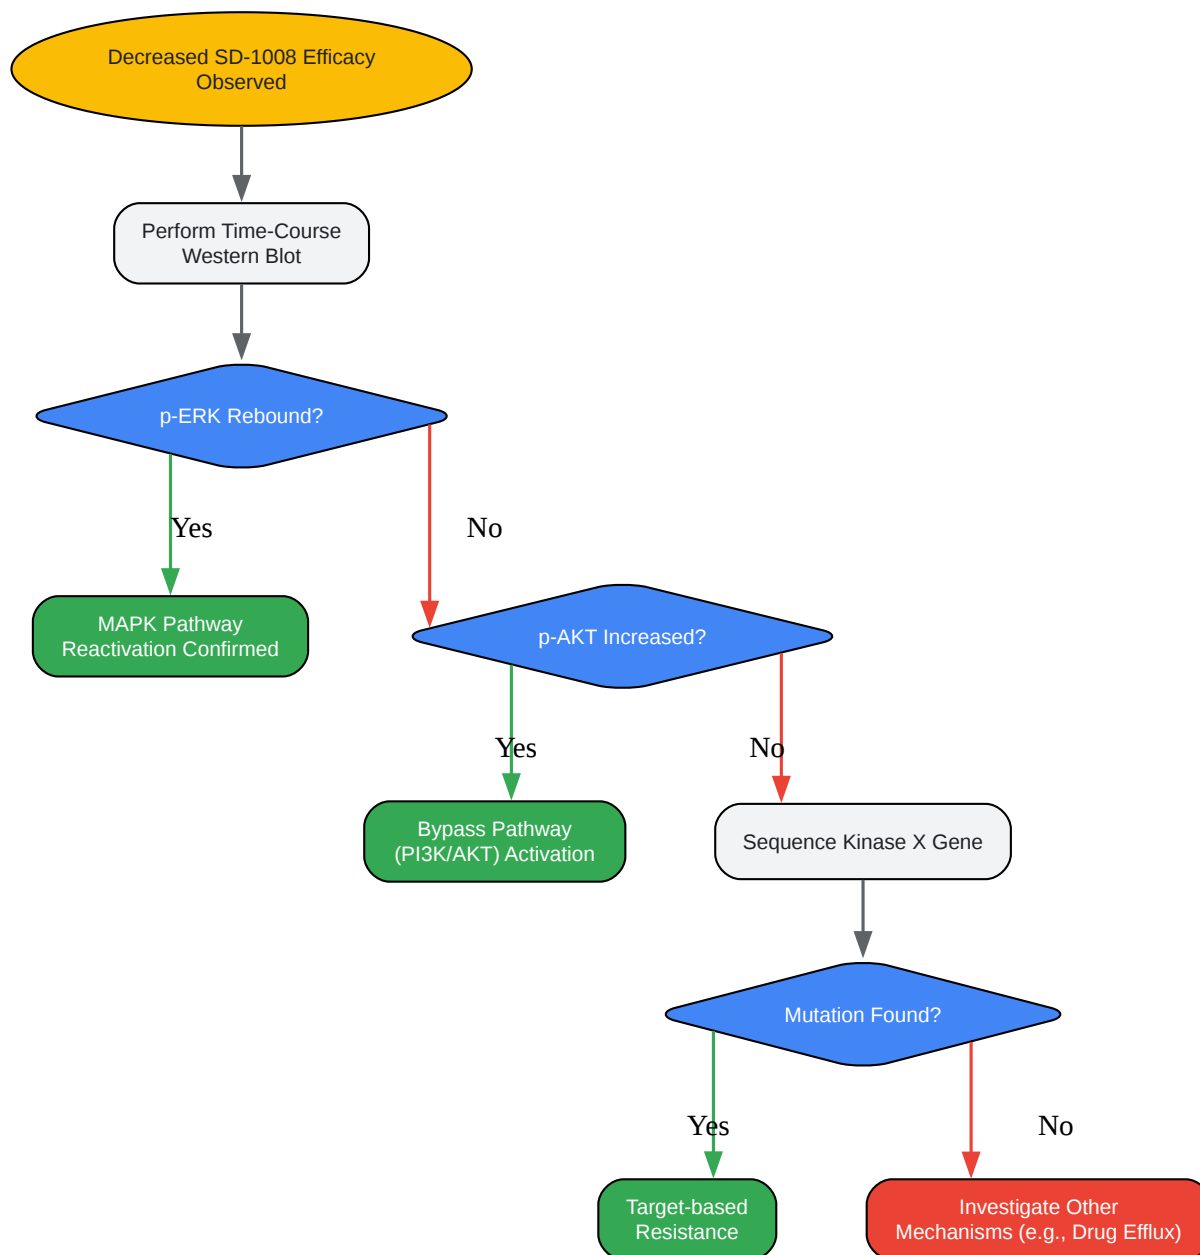 Decreased SD-1008 Efficacy
Observed
Perform Time-Course
Western Blot
p-ERK Rebound?
Yes
No
MAPK Pathway
Reactivation Confirmed
p-AKT Increased?
Yes
No
Bypass Pathway
(PI3K/AKT) Activation
Sequence Kinase X Gene
Mutation Found?
Yes
No
Target-based
Resistance
Investigate Other
Mechanisms (e.g., Drug Efflux)